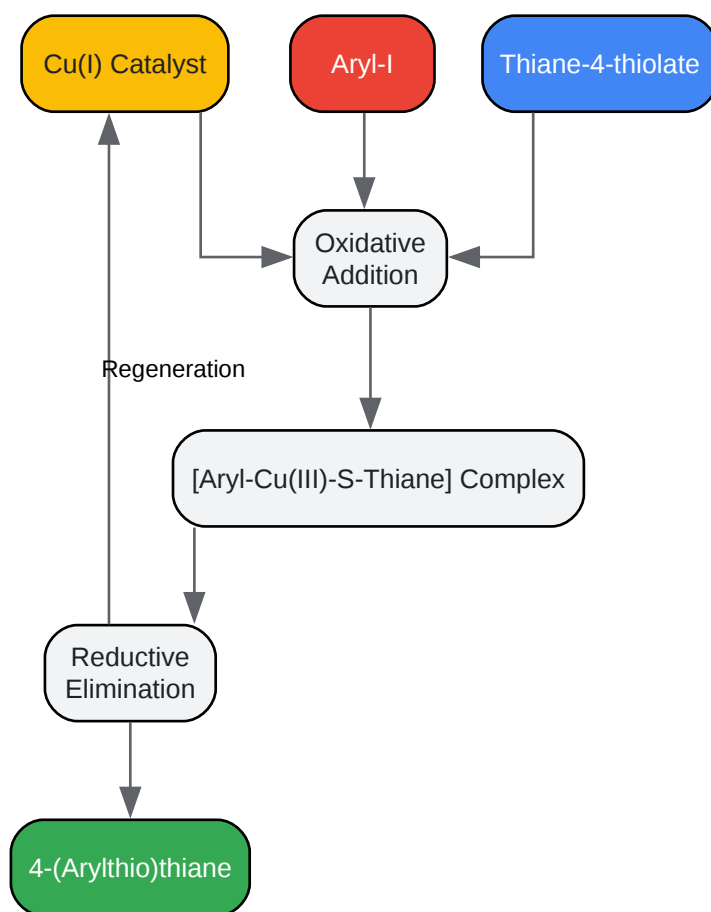 Cu(I) Catalyst
Aryl-I
Thiane-4-thiolate
Oxidative
Addition
Regeneration
[Aryl-Cu(III)-S-Thiane] Complex
Reductive
Elimination
4-(Arylthio)thiane